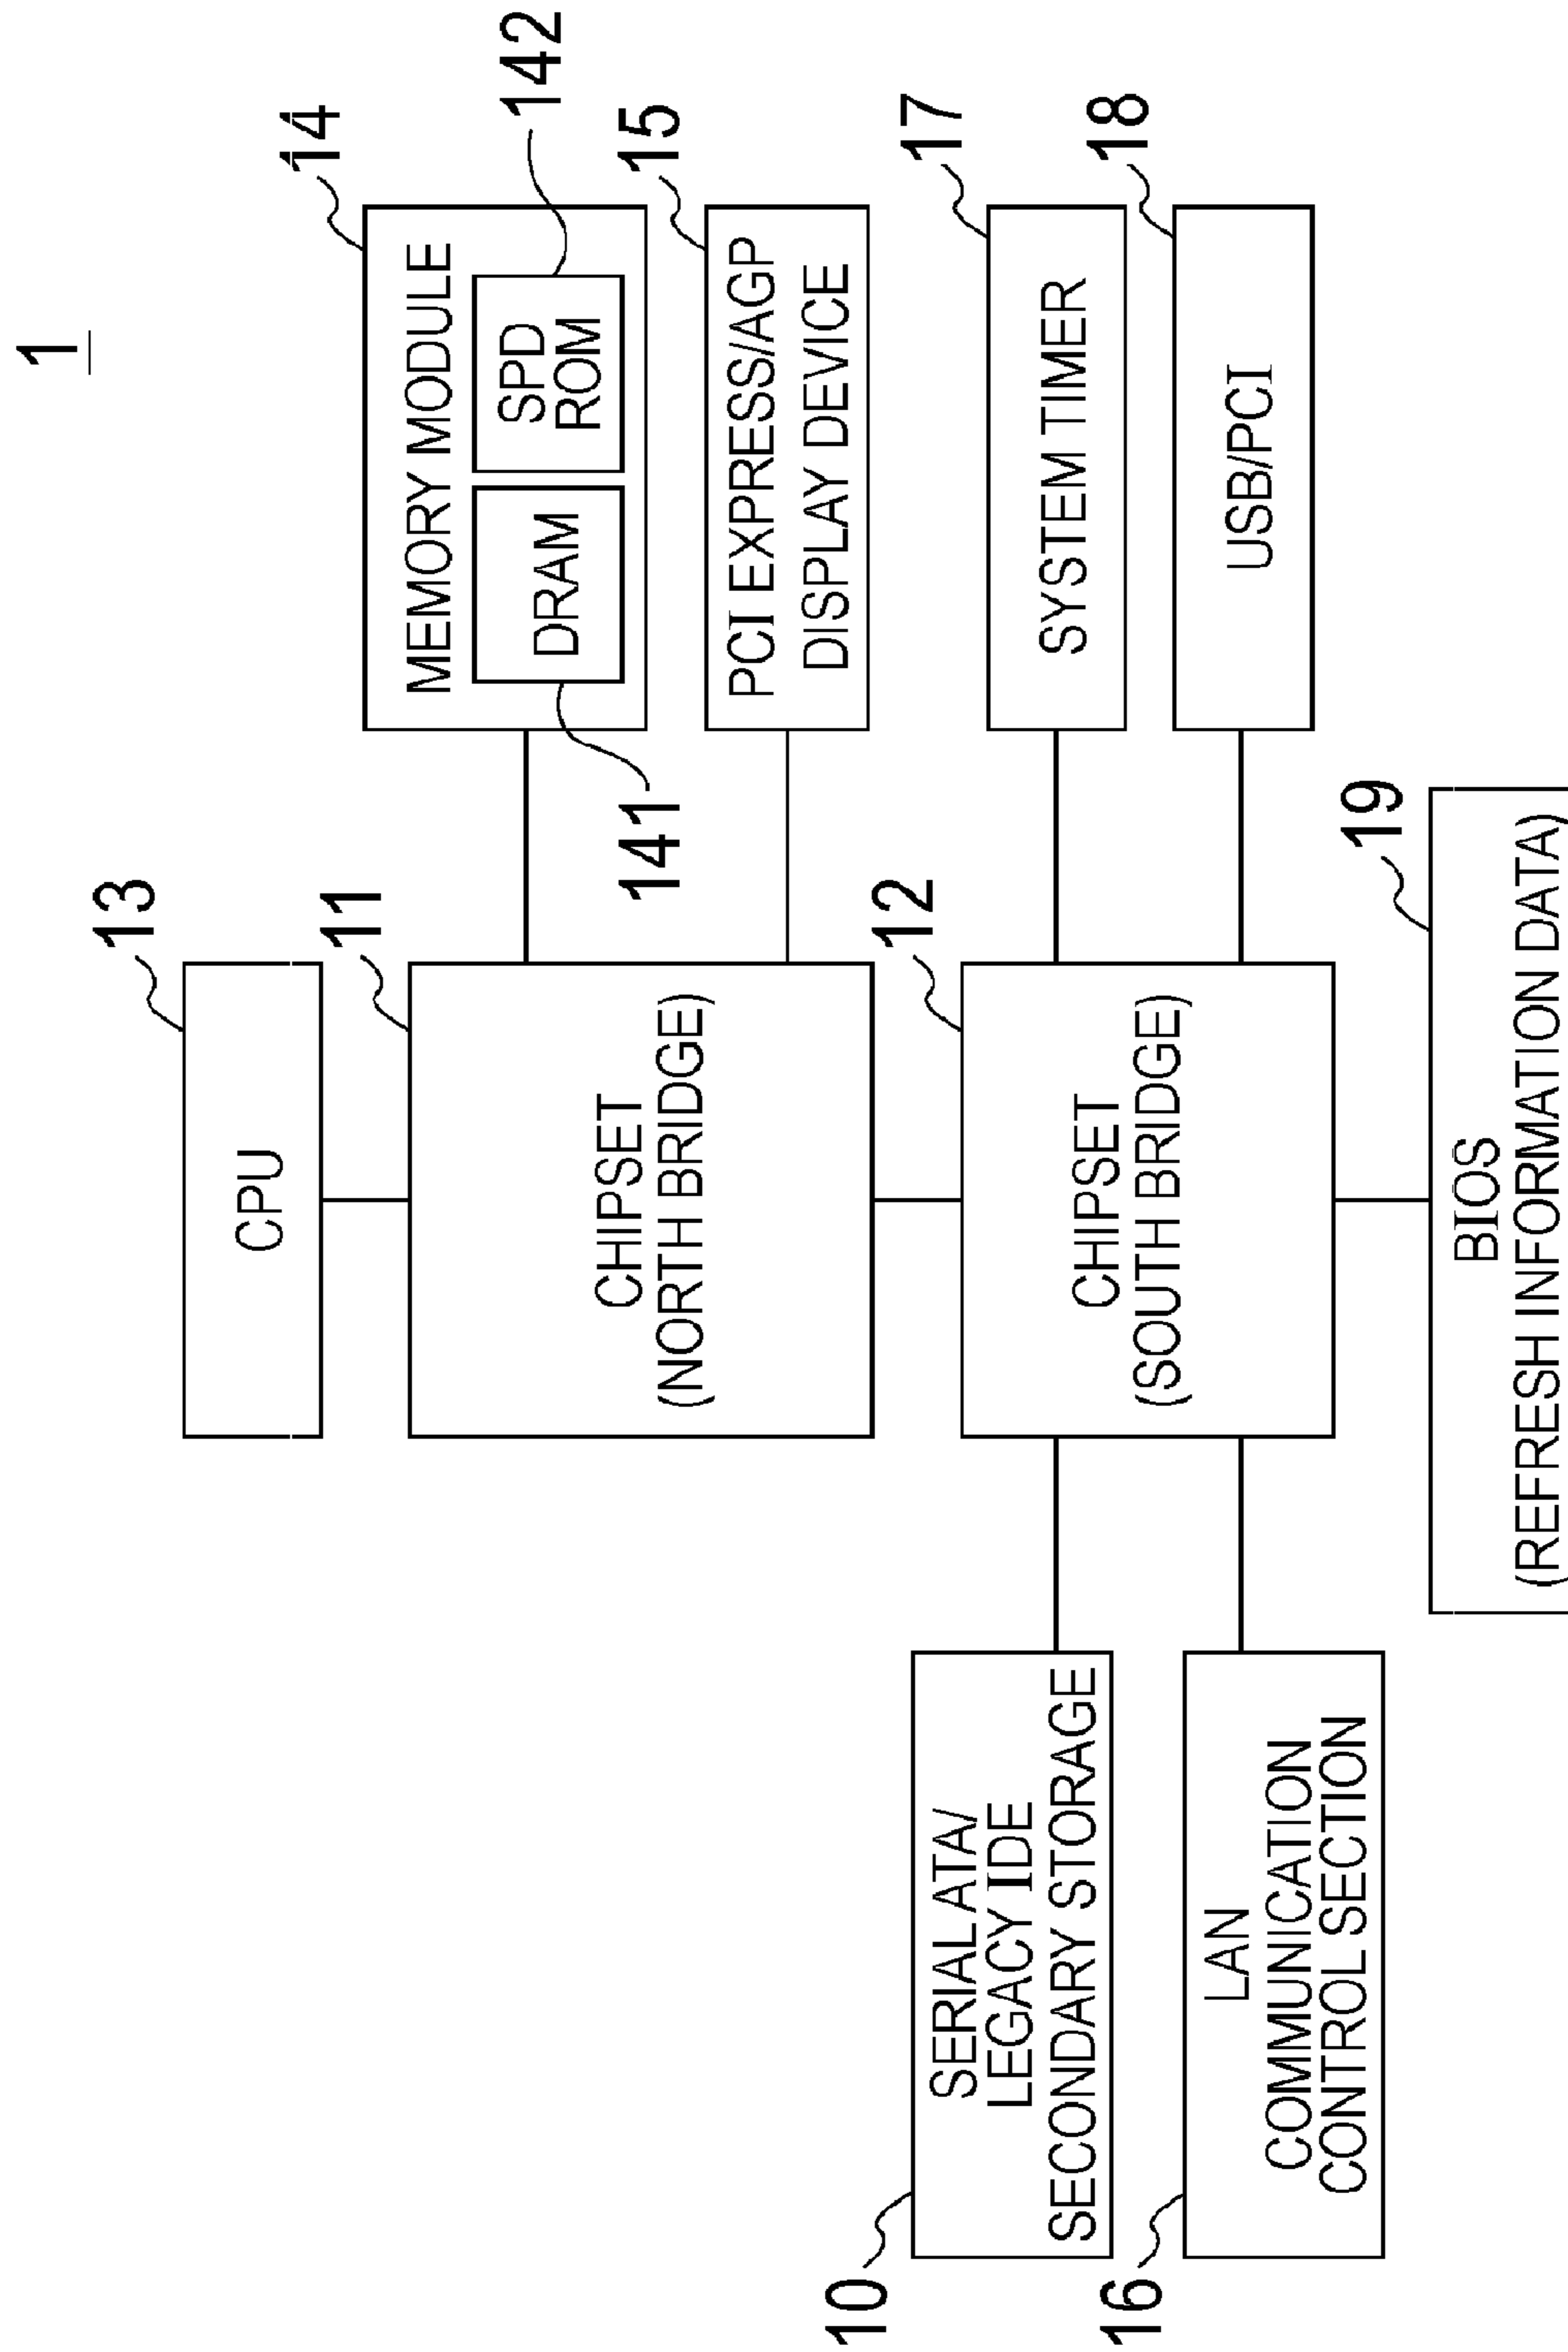 1
13
CPU
11
CHIPSET
(NORTH BRIDGE)
14
MEMORY MODULE
DRAM
SPD
ROM
142
141
15
PCI EXPRESS/AGP
DISPLAY DEVICE
12
CHIPSET
(SOUTH BRIDGE)
10
SERIAL ATA/
LEGACY IDE
SECONDARY STORAGE
17
SYSTEM TIMER
16
LAN
COMMUNICATION
CONTROL SECTION
18
USB/PCI
19
BIOS
(REFRESH INFORMATION DATA)